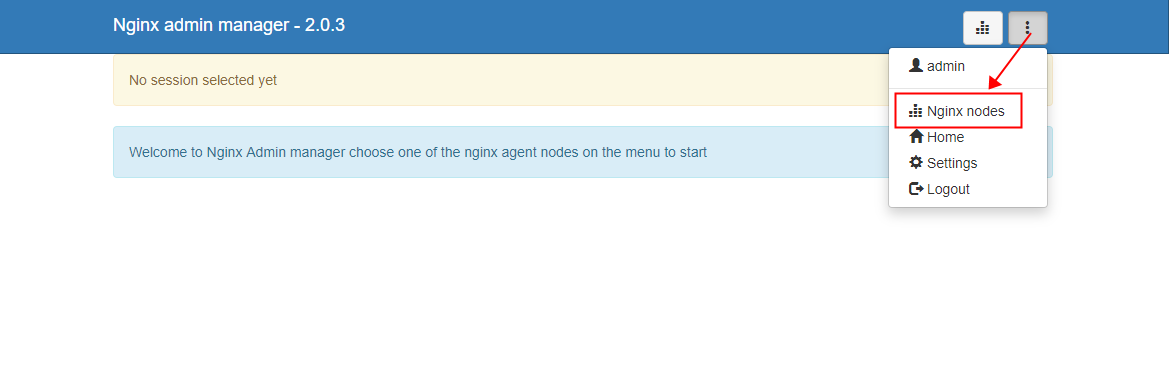 Nginx admin manager - 2.0.3
No session selected yet
Welcome to Nginx Admin manager choose one of the nginx agent nodes on the menu to start
admin
Nginx nodes
Home
Settings
Logout